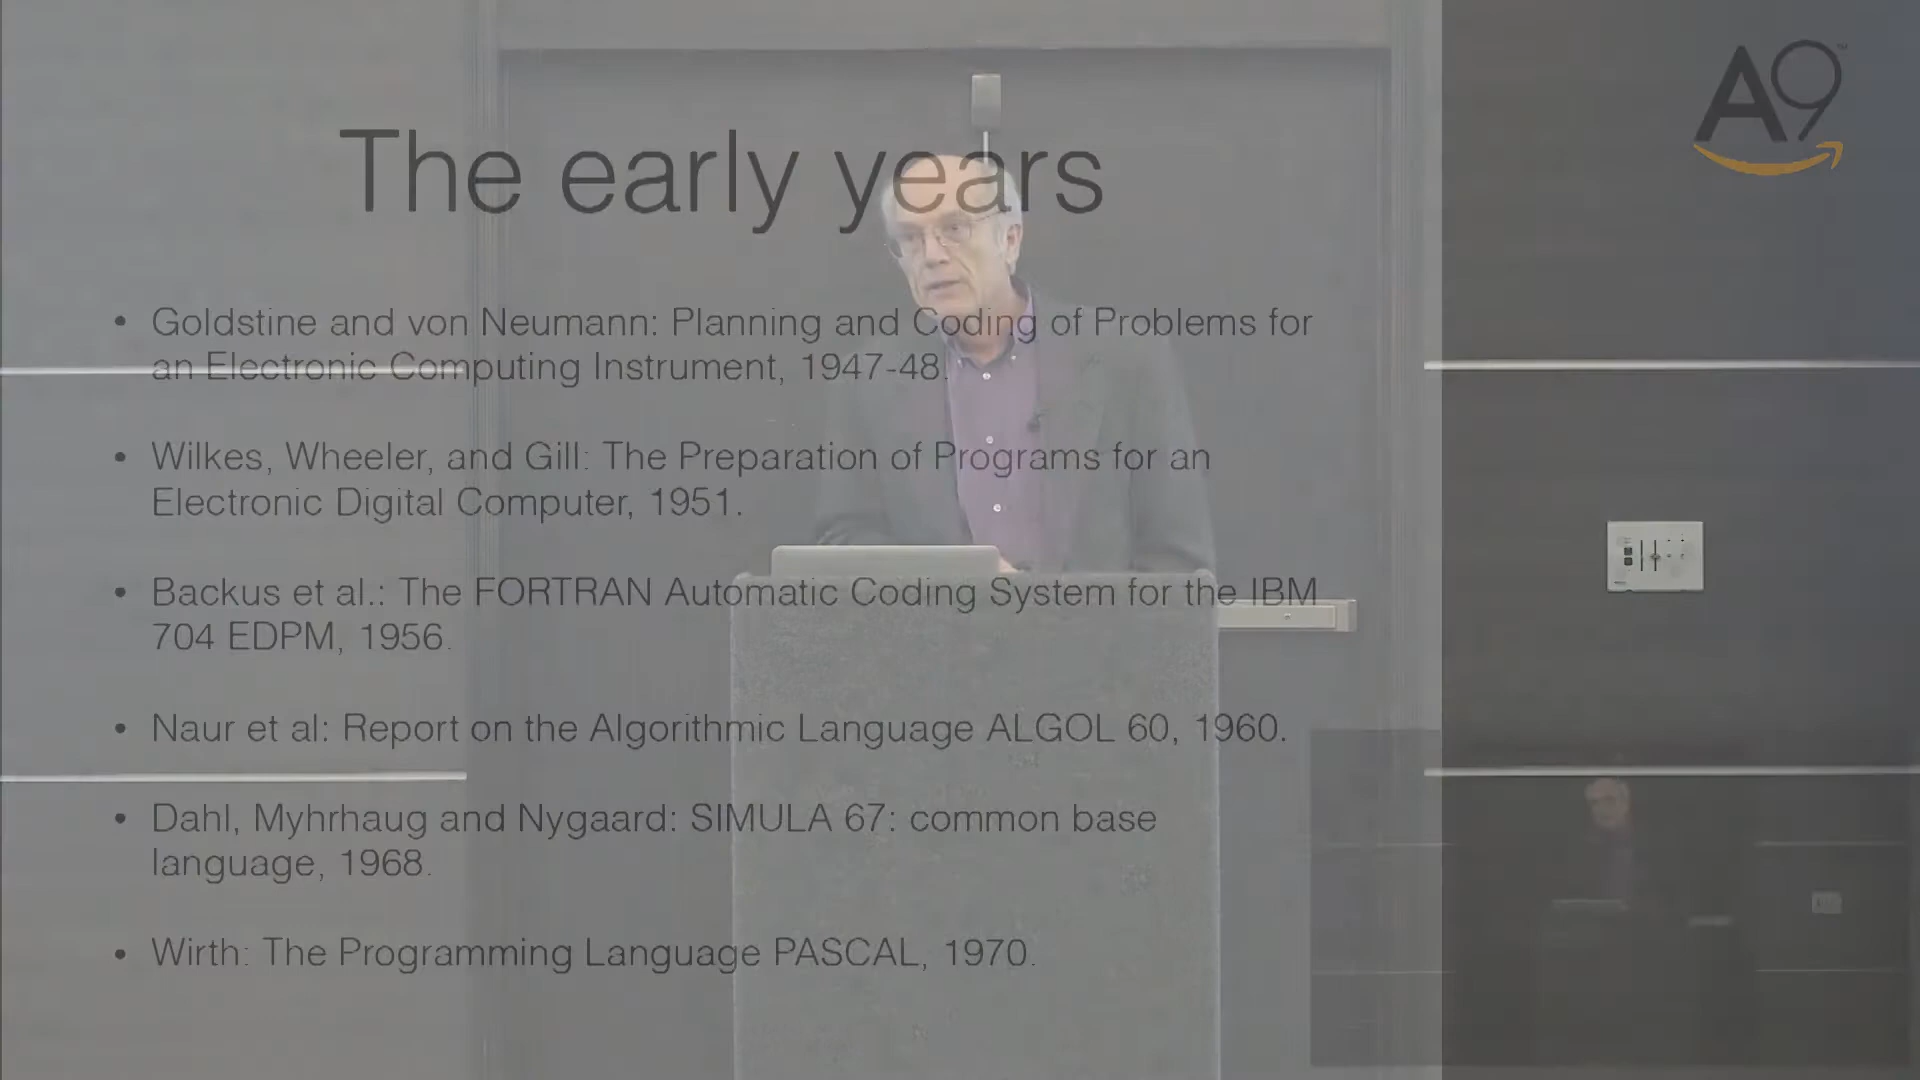 A9™
The early years
• Goldstine and von Neumann: Planning and Coding of Problems for
an Electronic Computing Instrument, 1947-48.
• Wilkes, Wheeler, and Gill: The Preparation of Programs for an
Electronic Digital Computer, 1951.
• Backus et al.: The FORTRAN Automatic Coding System for the IBM
704 EDPM, 1956.
• Naur et al: Report on the Algorithmic Language ALGOL 60, 1960.
• Dahl, Myhrhaug and Nygaard: SIMULA 67: common base
language, 1968.
• Wirth: The Programming Language PASCAL, 1970.